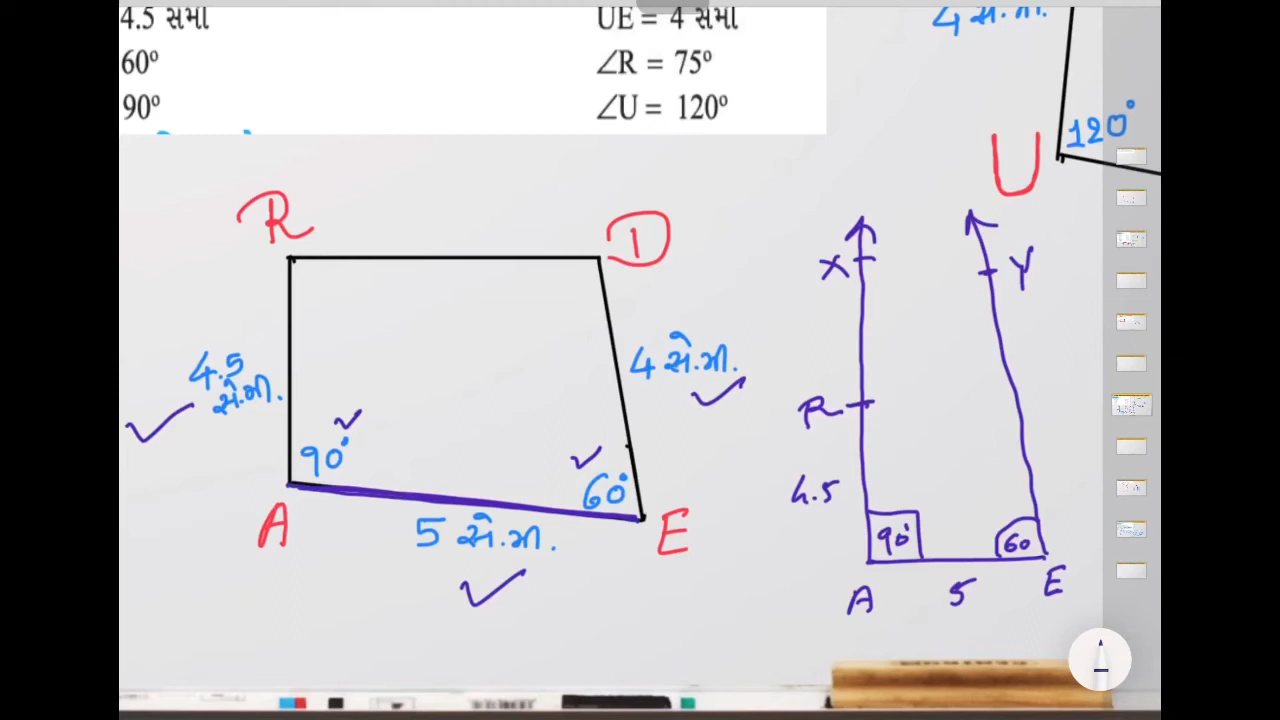 4.5 સેમી
60°
90°
UE = 4 સેમી
∠R = 75°
∠U = 120°
4 સે.મી.
120°
U
R
D
4.5
સે.મી.
4 સે.મી.
90°
60°
A
5 સે.મી.
E
X
Y
R
4.5
90°
60
A
5
E